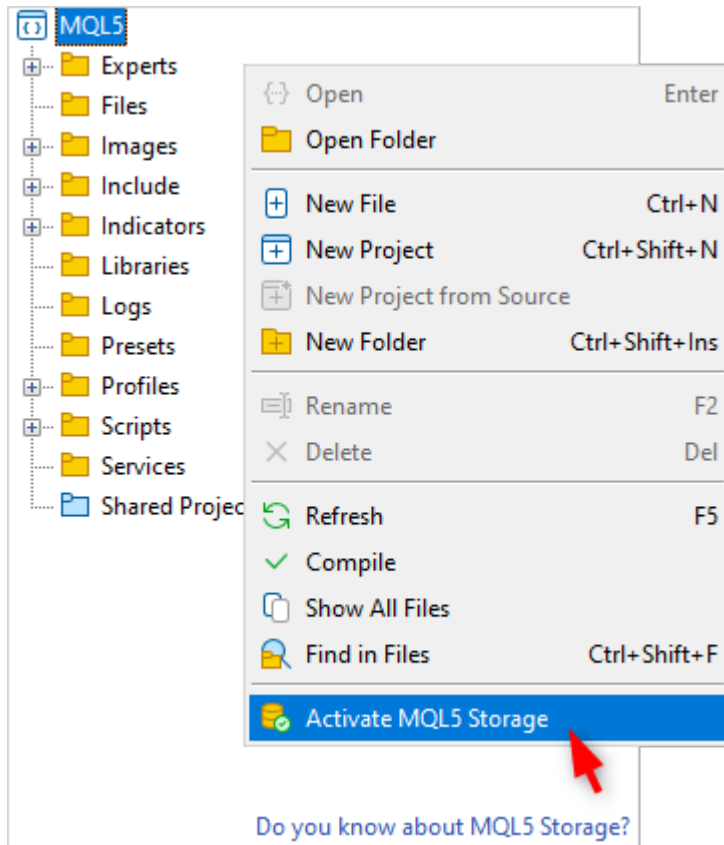 MQL5
Experts
Files
Images
Include
Indicators
Libraries
Logs
Presets
Profiles
Scripts
Services
Shared Projec
Open Enter
Open Folder
New File Ctrl+N
New Project Ctrl+Shift+N
New Project from Source
New Folder Ctrl+Shift+Ins
Rename F2
Delete Del
Refresh F5
Compile
Show All Files
Find in Files Ctrl+Shift+F
Activate MQL5 Storage
Do you know about MQL5 Storage?